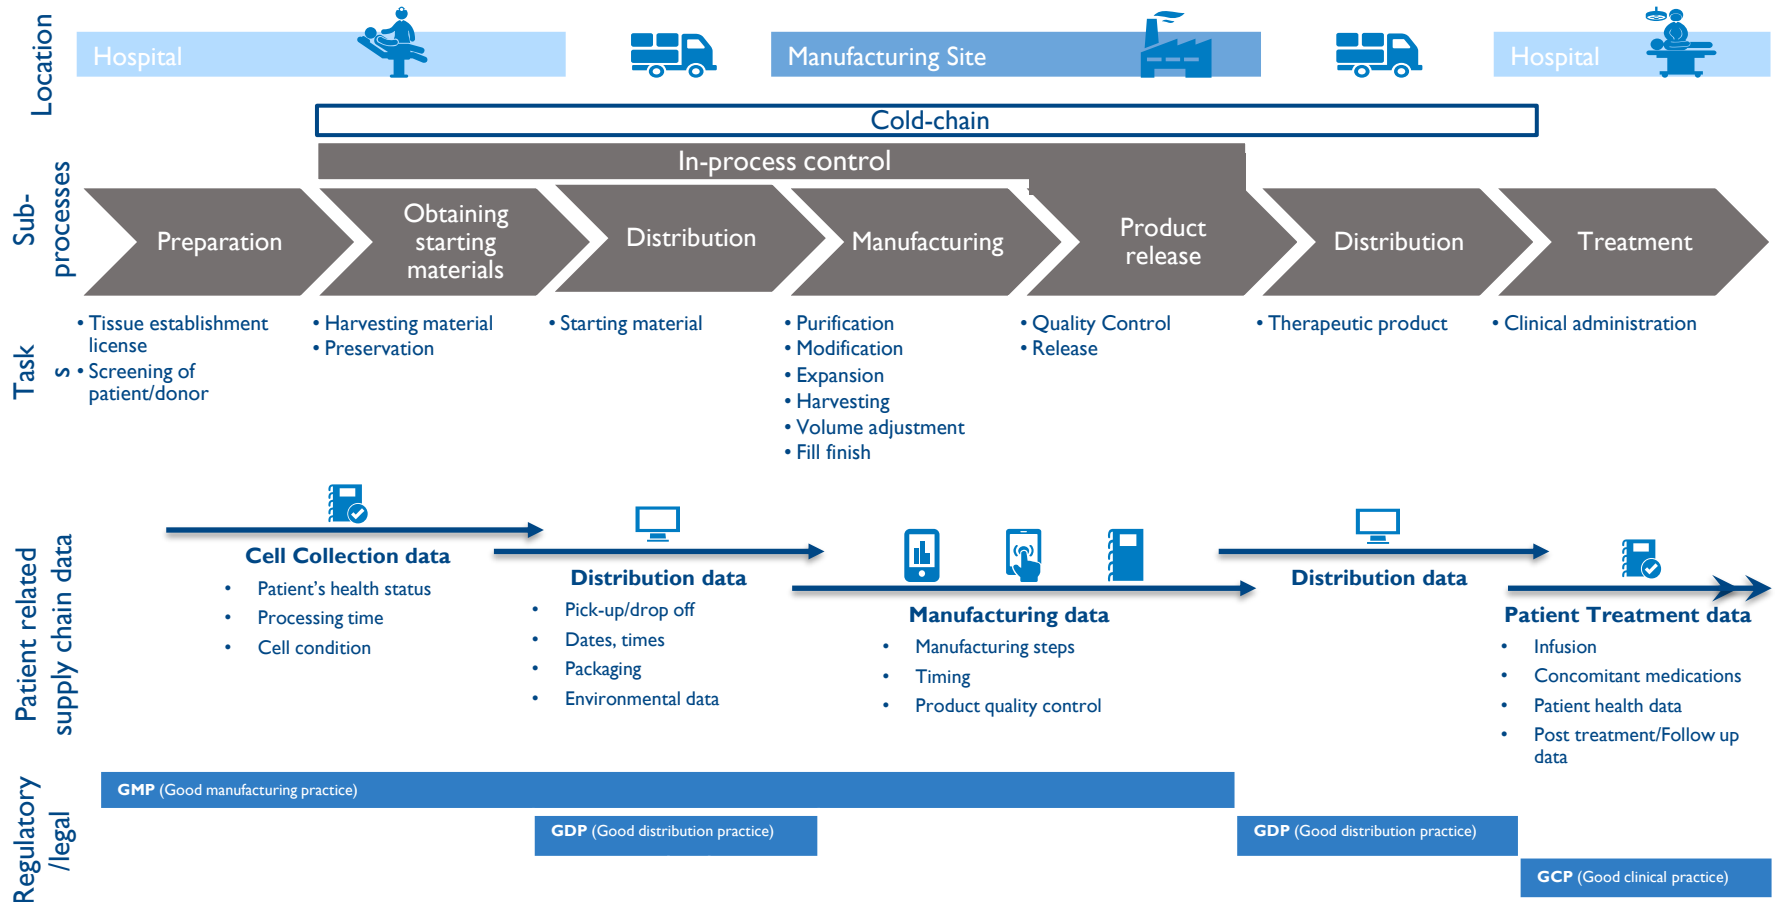 Location
Hospital
Manufacturing Site
Hospital
Cold-chain
In-process control
Sub-
processes
Preparation
Obtaining
starting
materials
Distribution
Manufacturing
Product
release
Distribution
Treatment
Task
s
• Tissue establishment
license
• Screening of
patient/donor
• Harvesting material
• Preservation
• Starting material
• Purification
• Modification
• Expansion
• Harvesting
• Volume adjustment
• Fill finish
• Quality Control
• Release
• Therapeutic product
• Clinical administration
Patient related
supply chain data
Cell Collection data
• Patient's health status
• Processing time
• Cell condition
Distribution data
• Pick-up/drop off
• Dates, times
• Packaging
• Environmental data
Manufacturing data
• Manufacturing steps
• Timing
• Product quality control
Distribution data
Patient Treatment data
• Infusion
• Concomitant medications
• Patient health data
• Post treatment/Follow up
data
Regulatory
/legal
GMP (Good manufacturing practice)
GDP (Good distribution practice)
GDP (Good distribution practice)
GCP (Good clinical practice)